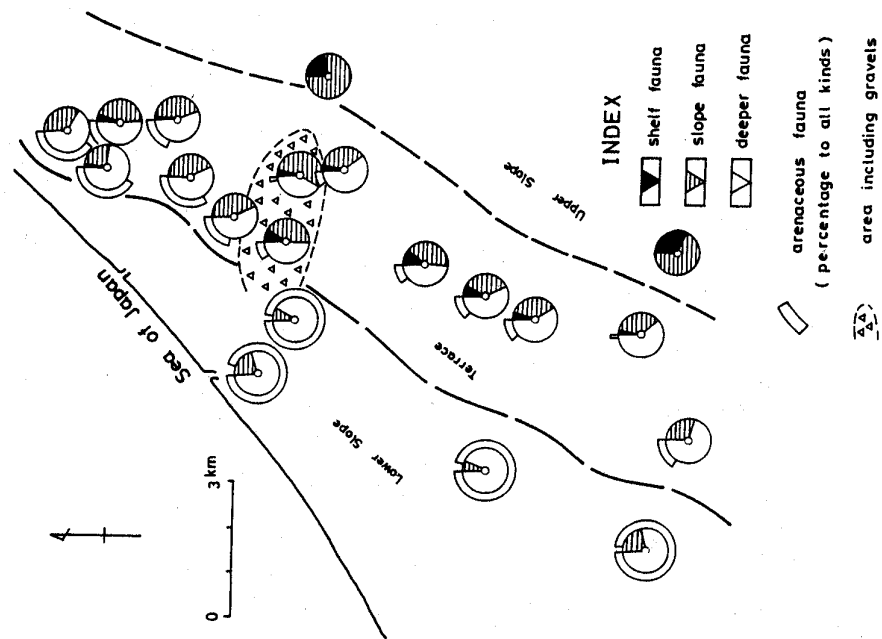 Sea of Japan
Upper Slope
Terrace
Lower Slope
0 3 km
INDEX
shelf fauna
slope fauna
deeper fauna
arenaceous fauna
( percentage to all kinds )
area including gravels